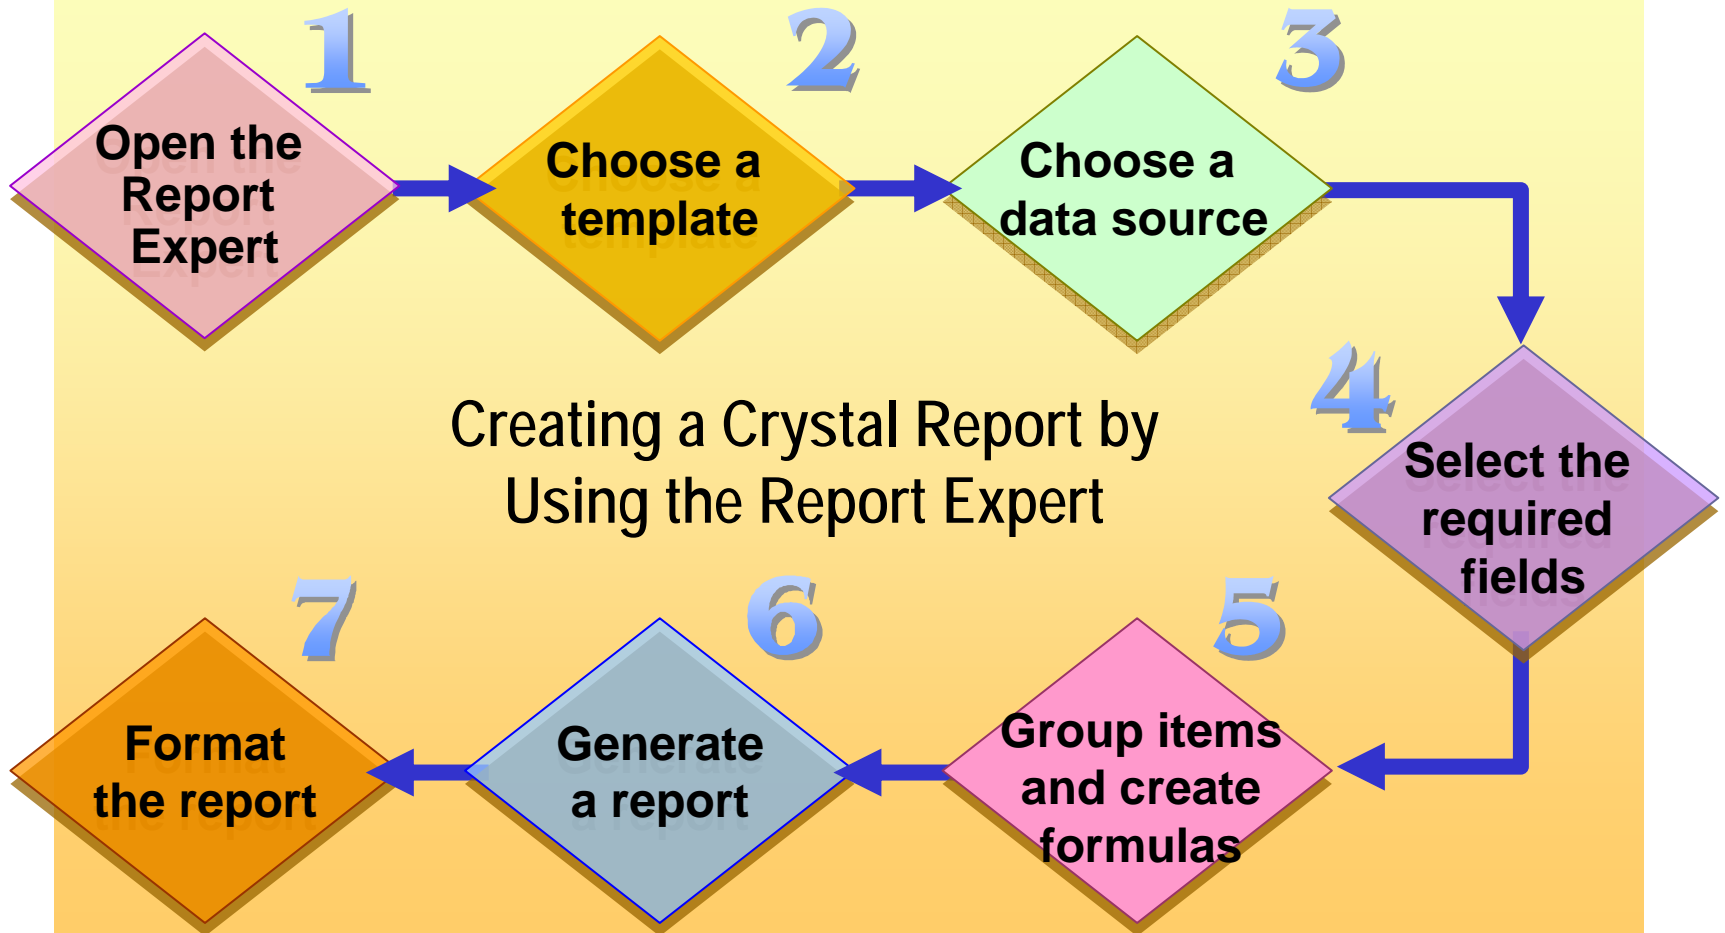 1
Open the
Report
Expert
2
Choose a
template
3
Choose a
data source
4
Select the
required
fields
Creating a Crystal Report by
Using the Report Expert
5
Group items
and create
formulas
6
Generate
a report
7
Format
the report